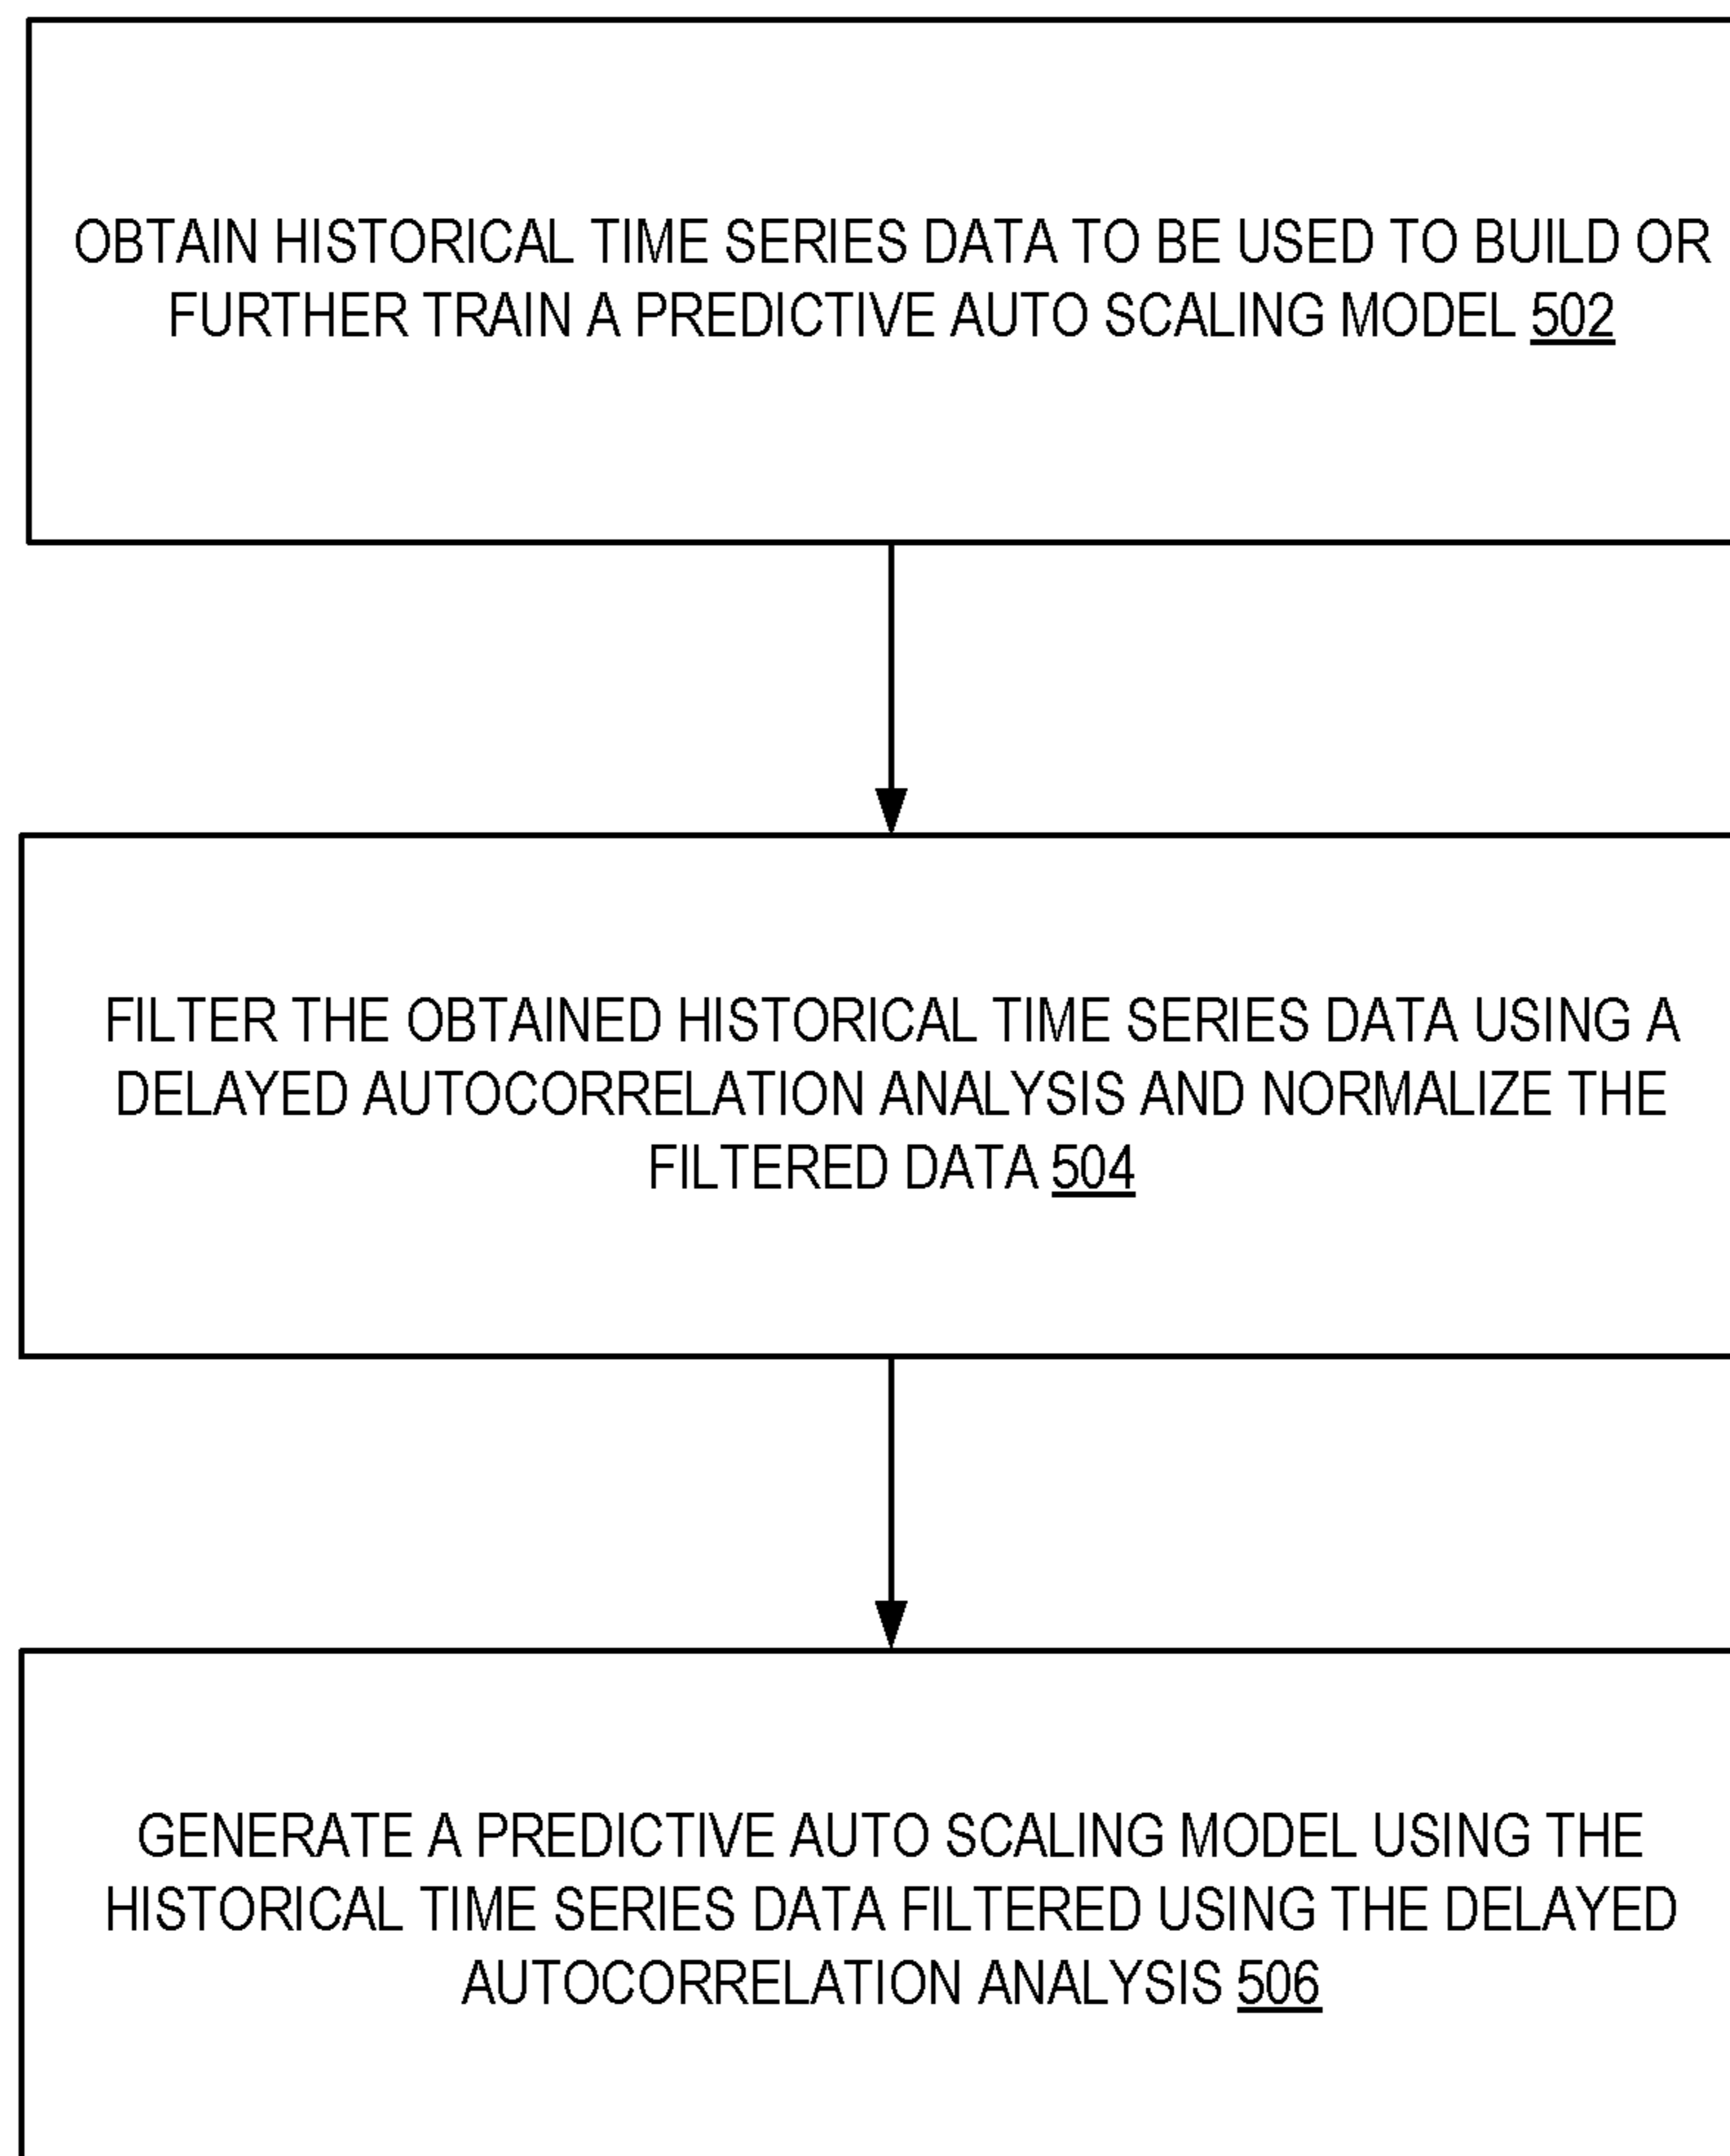 OBTAIN HISTORICAL TIME SERIES DATA TO BE USED TO BUILD OR
FURTHER TRAIN A PREDICTIVE AUTO SCALING MODEL 502
FILTER THE OBTAINED HISTORICAL TIME SERIES DATA USING A
DELAYED AUTOCORRELATION ANALYSIS AND NORMALIZE THE
FILTERED DATA 504
GENERATE A PREDICTIVE AUTO SCALING MODEL USING THE
HISTORICAL TIME SERIES DATA FILTERED USING THE DELAYED
AUTOCORRELATION ANALYSIS 506